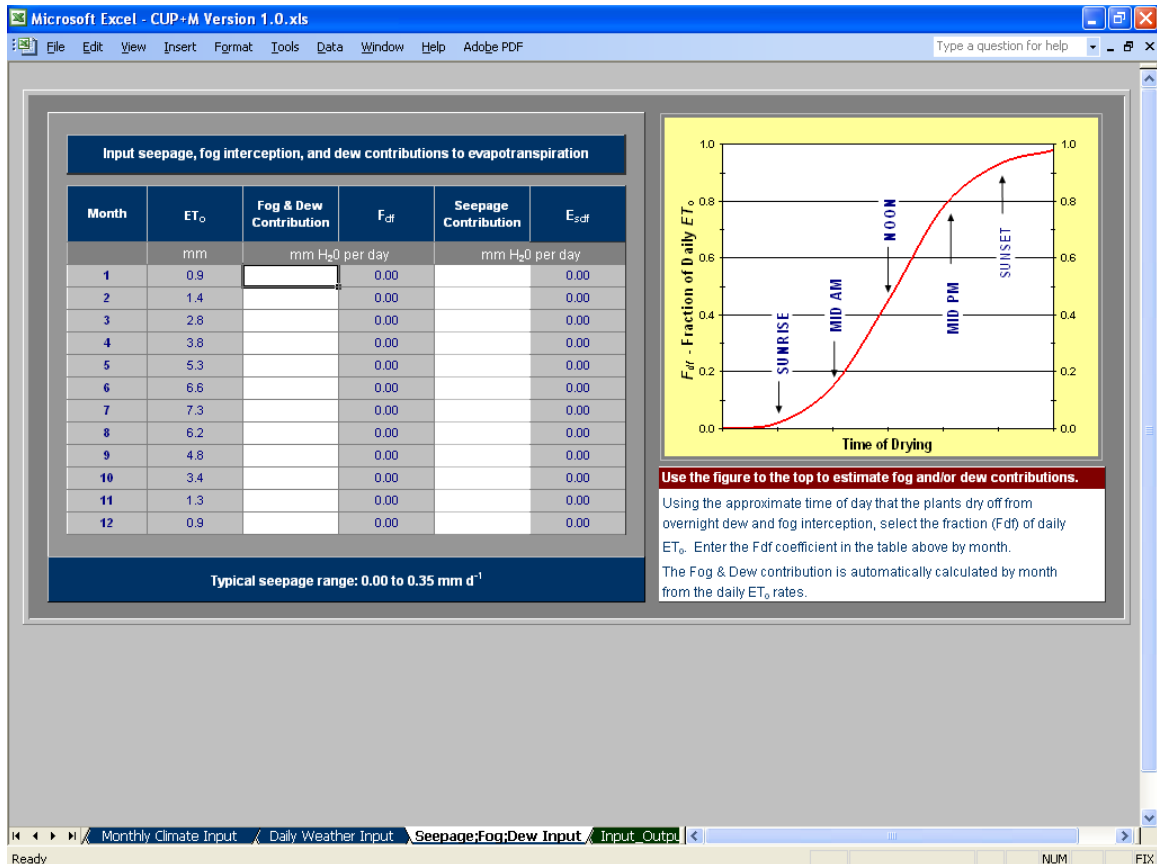 Microsoft Excel - CUP+M Version 1.0.xls
File Edit View Insert Format Tools Data Window Help Adobe PDF Type a question for help
Input seepage, fog interception, and dew contributions to evapotranspiration
Month ETo Fog & Dew Contribution Fdf Seepage Contribution Esdf
mm mm H20 per day mm H20 per day
1 0.9 0.00 0.00
2 1.4 0.00 0.00
3 2.8 0.00 0.00
4 3.8 0.00 0.00
5 5.3 0.00 0.00
6 6.6 0.00 0.00
7 7.3 0.00 0.00
8 6.2 0.00 0.00
9 4.8 0.00 0.00
10 3.4 0.00 0.00
11 1.3 0.00 0.00
12 0.9 0.00 0.00
Typical seepage range: 0.00 to 0.35 mm d-1
Fdf - Fraction of Daily ETo
1.0 1.0
0.8 0.8
0.6 0.6
0.4 0.4
0.2 0.2
0.0 0.0
SUNRISE
MID AM
NOON
MID PM
SUNSET
Time of Drying
Use the figure to the top to estimate fog and/or dew contributions.
Using the approximate time of day that the plants dry off from
overnight dew and fog interception, select the fraction (Fdf) of daily
ETo. Enter the Fdf coefficient in the table above by month.
The Fog & Dew contribution is automatically calculated by month
from the daily ETo rates.
Monthly Climate Input Daily Weather Input Seepage;Fog;Dew Input Input_Outpu
Ready NUM FIX